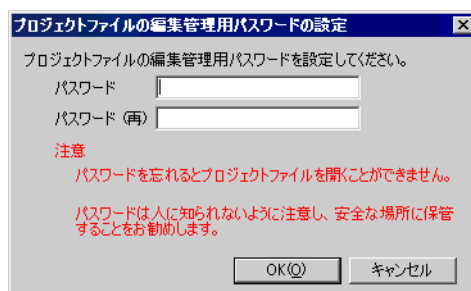 プロジェクトファイルの編集管理用パスワードの設定
プロジェクトファイルの編集管理用パスワードを設定してください。
パスワード
パスワード (再)
注意
パスワードを忘れるとプロジェクトファイルを開くことができません。
パスワードは人に知られないように注意し、安全な場所に保管
することをお勧めします。
OK(O) キャンセル